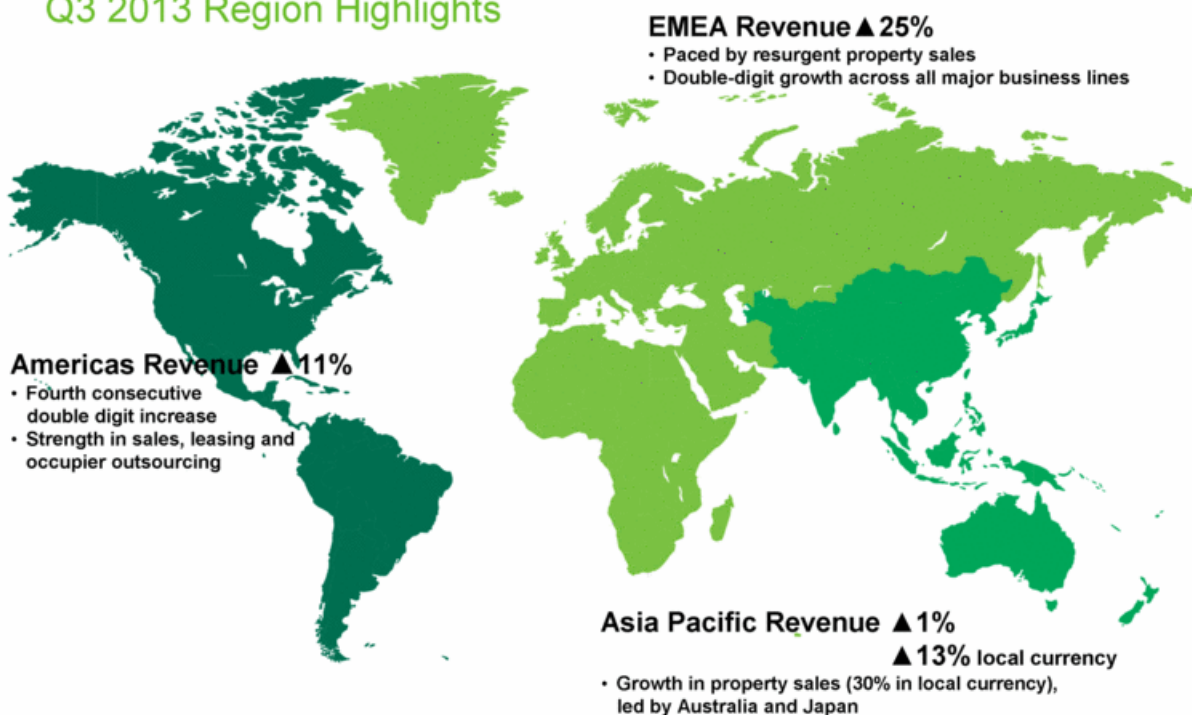 Q3 2013 Region Highlights
EMEA Revenue ▲ 25%
• Paced by resurgent property sales
• Double-digit growth across all major business lines
Americas Revenue ▲ 11%
• Fourth consecutive
double digit increase
• Strength in sales, leasing and
occupier outsourcing
Asia Pacific Revenue ▲ 1%
▲ 13% local currency
• Growth in property sales (30% in local currency),
led by Australia and Japan